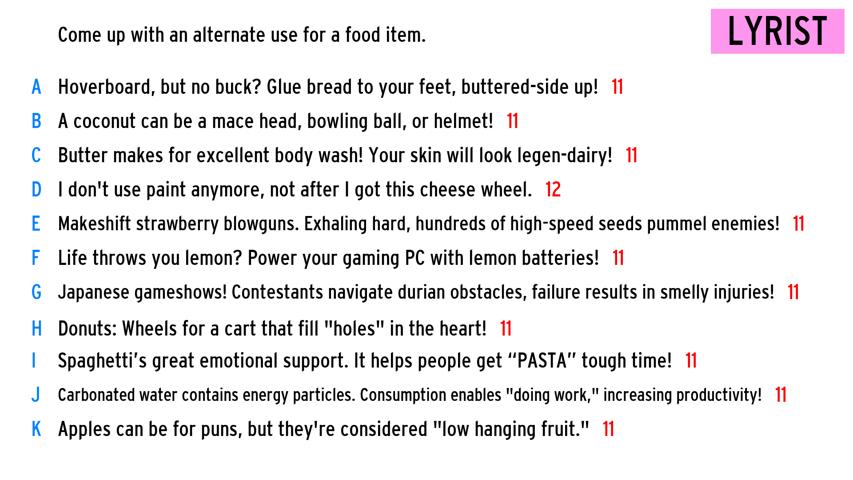 LYRIST
Come up with an alternate use for a food item.
A Hoverboard, but no buck? Glue bread to your feet, buttered-side up! 11
B A coconut can be a mace head, bowling ball, or helmet! 11
C Butter makes for excellent body wash! Your skin will look legen-dairy! 11
D I don't use paint anymore, not after I got this cheese wheel. 12
E Makeshift strawberry blowguns. Exhaling hard, hundreds of high-speed seeds pummel enemies! 11
F Life throws you lemon? Power your gaming PC with lemon batteries! 11
G Japanese gameshows! Contestants navigate durian obstacles, failure results in smelly injuries! 11
H Donuts: Wheels for a cart that fill "holes" in the heart! 11
I Spaghetti’s great emotional support. It helps people get “PASTA” tough time! 11
J Carbonated water contains energy particles. Consumption enables "doing work," increasing productivity! 11
K Apples can be for puns, but they're considered "low hanging fruit." 11